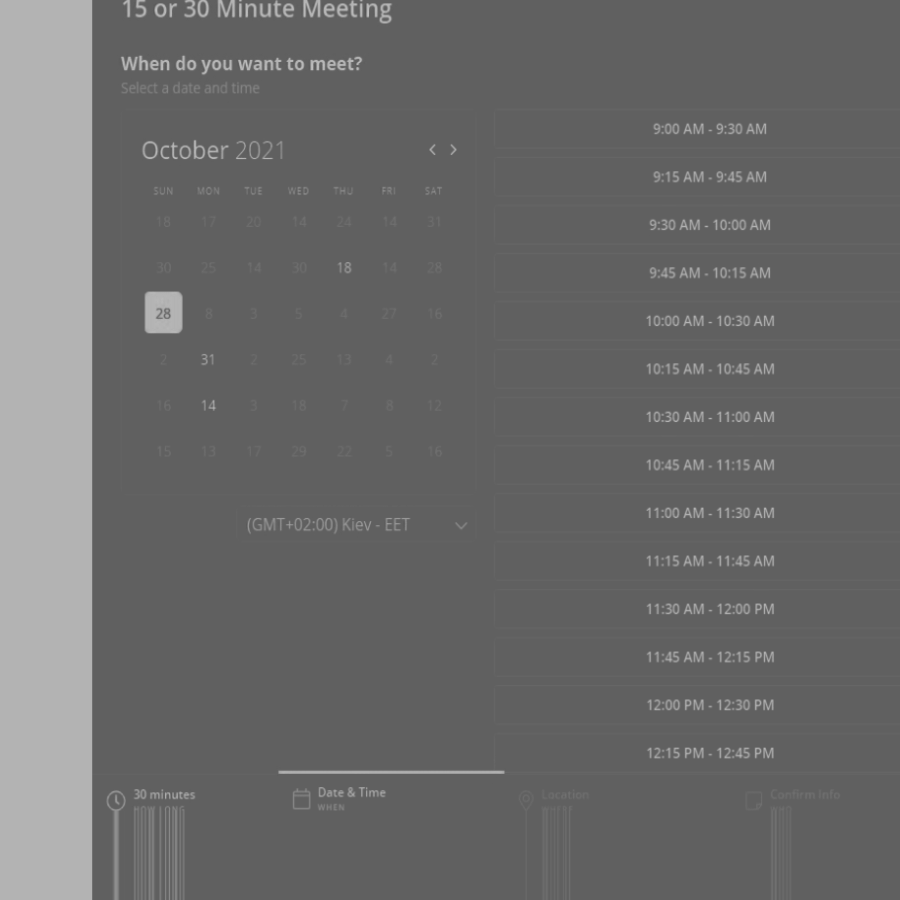 15 or 30 Minute Meeting
When do you want to meet?
Select a date and time
October 2021
SUN MON TUE WED THU FRI SAT
18 17 20 14 24 14 31
30 25 14 30 18 14 28
28 8 3 5 4 27 16
2 31 7 25 13 4 2
16 14 3 18 7 8 12
15 13 17 29 22 5 16
(GMT+02:00) Kiev - EET
9:00 AM - 9:30 AM
9:15 AM - 9:45 AM
9:30 AM - 10:00 AM
9:45 AM - 10:15 AM
10:00 AM - 10:30 AM
10:15 AM - 10:45 AM
10:30 AM - 11:00 AM
10:45 AM - 11:15 AM
11:00 AM - 11:30 AM
11:15 AM - 11:45 AM
11:30 AM - 12:00 PM
11:45 AM - 12:15 PM
12:00 PM - 12:30 PM
12:15 PM - 12:45 PM
30 minutes
HOW LONG
Date & Time
WHEN
Location
Confirm Info